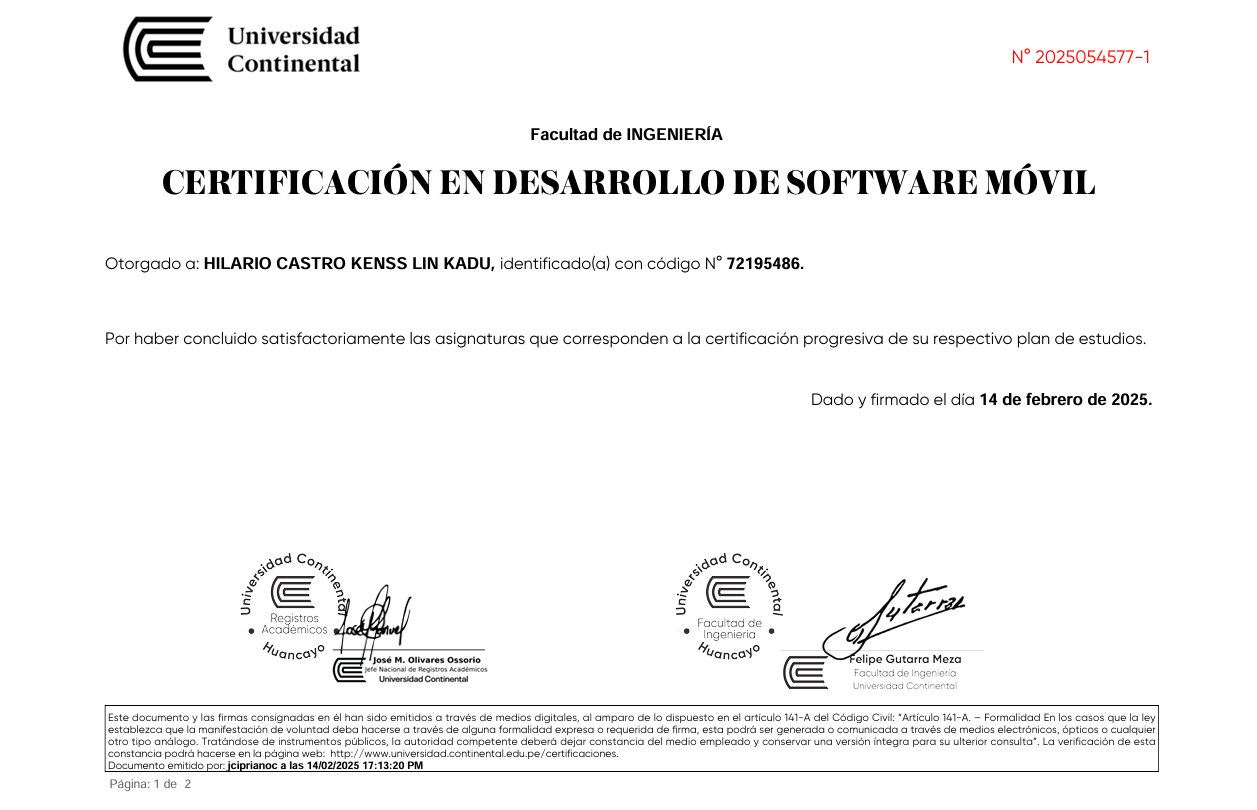 Universidad
Continental
N° 2025054577-1
Facultad de INGENIERÍA
CERTIFICACIÓN EN DESARROLLO DE SOFTWARE MÓVIL
Otorgado a: HILARIO CASTRO KENSS LIN KADU, identificado(a) con código N° 72195486.
Por haber concluido satisfactoriamente las asignaturas que corresponden a la certificación progresiva de su respectivo plan de estudios.
Dado y firmado el día 14 de febrero de 2025.
Universidad Continental
Registros
Académicos
Huancayo
José M. Olivares Ossorio
Jefe Nacional de Registros Académicos
Universidad Continental
Universidad Continental
Facultad de
Ingeniería
Huancayo
Gutarra
Felipe Gutarra Meza
Facultad de Ingeniería
Universidad Continental
Este documento y las firmas consignadas en él han sido emitidos a través de medios digitales, al amparo de lo dispuesto en el artículo 141-A del Código Civil: “Artículo 141-A. – Formalidad En los casos que la ley
establezca que la manifestación de voluntad deba hacerse a través de alguna formalidad expresa o requerida de firma, esta podrá ser generada o comunicada a través de medios electrónicos, ópticos o cualquier
otro tipo análogo. Tratándose de instrumentos públicos, la autoridad competente deberá dejar constancia del medio empleado y conservar una versión íntegra para su ulterior consulta”. La verificación de esta
constancia podrá hacerse en la página web: http://www.universidad.continental.edu.pe/certificaciones.
Documento emitido por: jciprianoc a las 14/02/2025 17:13:20 PM
Página: 1 de 2